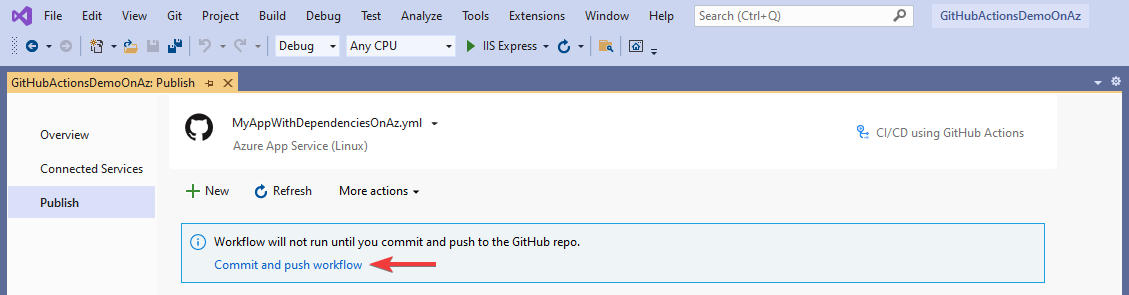 File Edit View Git Project Build Debug Test Analyze Tools Extensions Window Help Search (Ctrl+Q) GitHubActionsDemoOnAz
Debug Any CPU IIS Express
GitHubActionsDemoOnAz: Publish
MyAppWithDependenciesOnAz.yml
Overview
CI/CD using GitHub Actions
Azure App Service (Linux)
Connected Services
New Refresh More actions
Publish
Workflow will not run until you commit and push to the GitHub repo.
Commit and push workflow